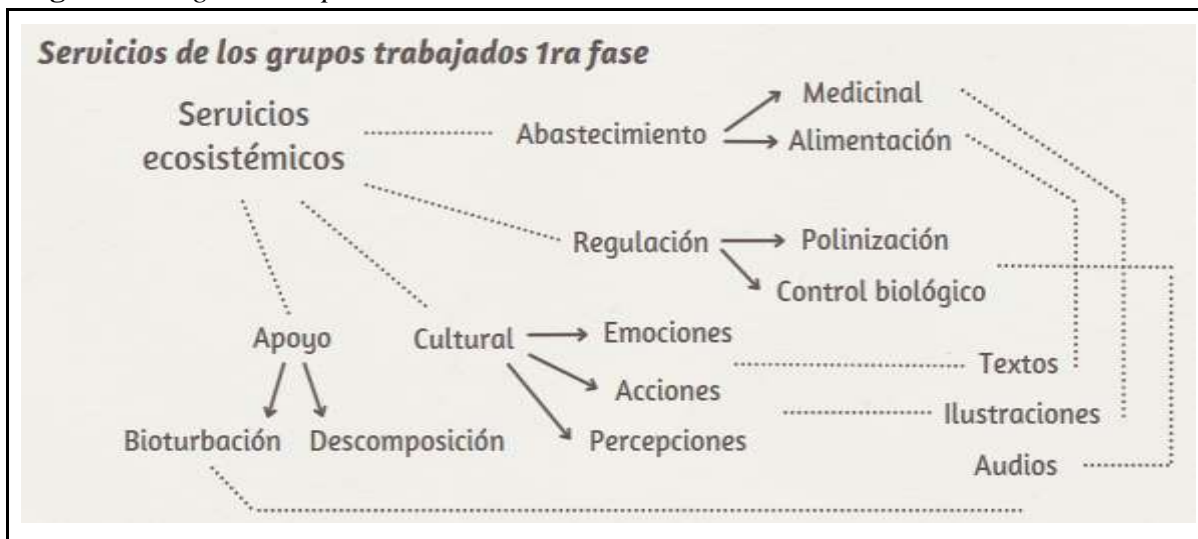 Servicios de los grupos trabajados 1ra fase
Servicios
ecosistémicos
Abastecimiento
Medicinal
Alimentación
Regulación
Polinización
Control biológico
Apoyo
Cultural
Emociones
Acciones
Percepciones
Bioturbación
Descomposición
Textos
Ilustraciones
Audios